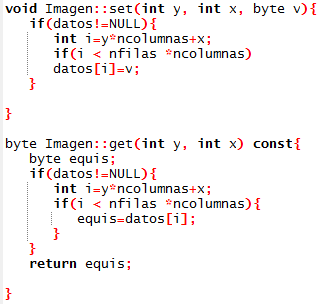 void Imagen::set(int y, int x, byte v){
if(datos!=NULL){
int i=y*ncolumnas+x;
if(i < nfilas *ncolumnas)
datos[i]=v;
}
}
byte Imagen::get(int y, int x) const{
byte equis;
if(datos!=NULL){
int i=y*ncolumnas+x;
if(i < nfilas *ncolumnas){
equis=datos[i];
}
}
return equis;
}